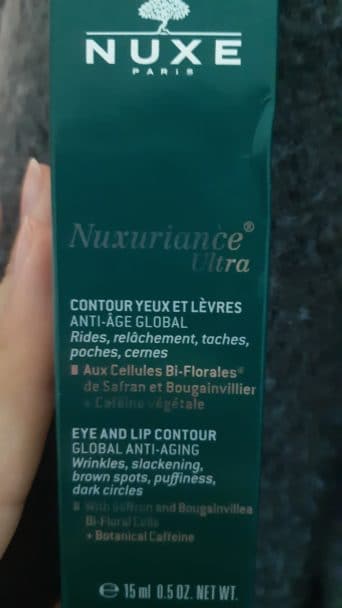 NUXE
PARIS
Nuxuriance®
Ultra
CONTOUR YEUX ET LÈVRES
ANTI-ÂGE GLOBAL
Rides, relâchement, taches,
poches, cernes
Aux Cellules Bi-Florales®
de Safran et Bougainvillier
+ Caféine végétale
EYE AND LIP CONTOUR
GLOBAL ANTI-AGING
Wrinkles, slackening,
brown spots, puffiness,
dark circles
With Saffron and Bougainvillea
Bi-Floral Cells
+ Botanical Caffeine
℮ 15 ml 0.5 OZ. NET WT.